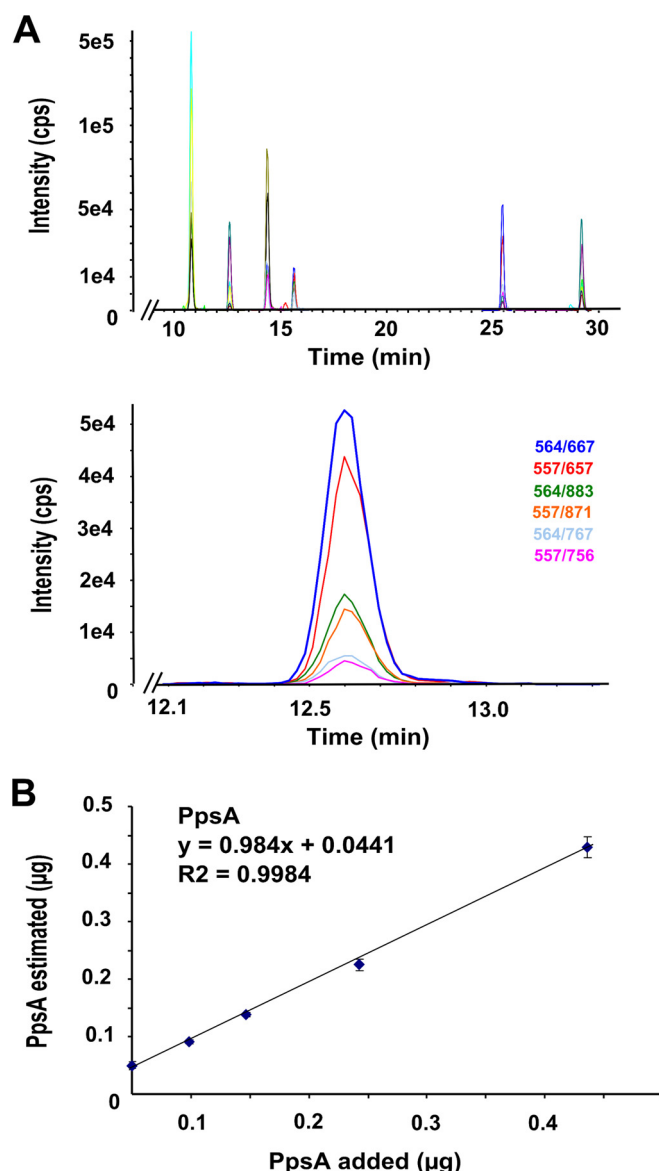 A
Intensity (cps)
5e5
1e5
5e4
1e4
0
10 15 20 25 30
Time (min)
Intensity (cps)
5e4
4e4
3e4
2e4
1e4
0
564/667
557/657
564/883
557/871
564/767
557/756
12.1 12.5 13.0
Time (min)
B
PpsA estimated (µg)
0.5
0.4
0.3
0.2
0.1
0
PpsA
y = 0.984x + 0.0441
R2 = 0.9984
0.1 0.2 0.3 0.4
PpsA added (µg)